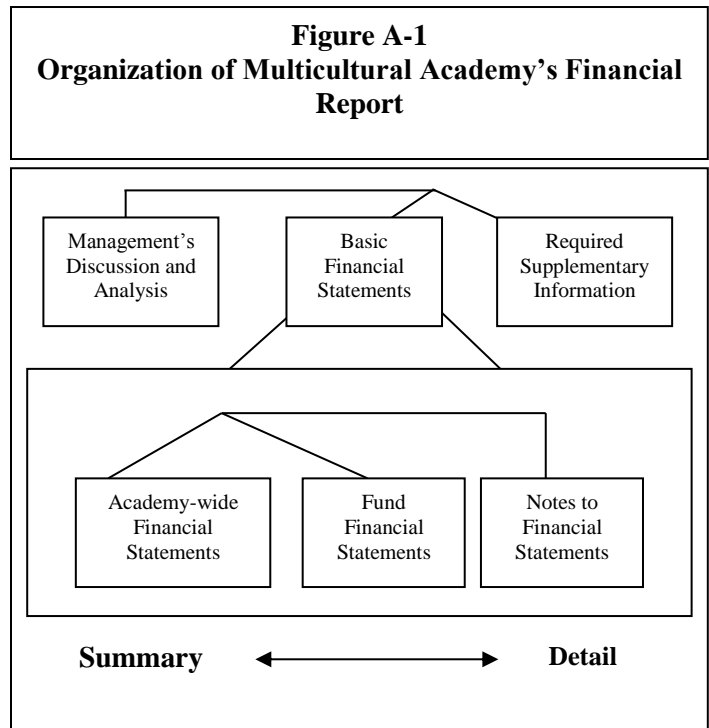 Figure A-1
Organization of Multicultural Academy’s Financial
Report
Management’s
Discussion and
Analysis
Basic
Financial
Statements
Required
Supplementary
Information
Academy-wide
Financial
Statements
Fund
Financial
Statements
Notes to
Financial
Statements
Summary
Detail